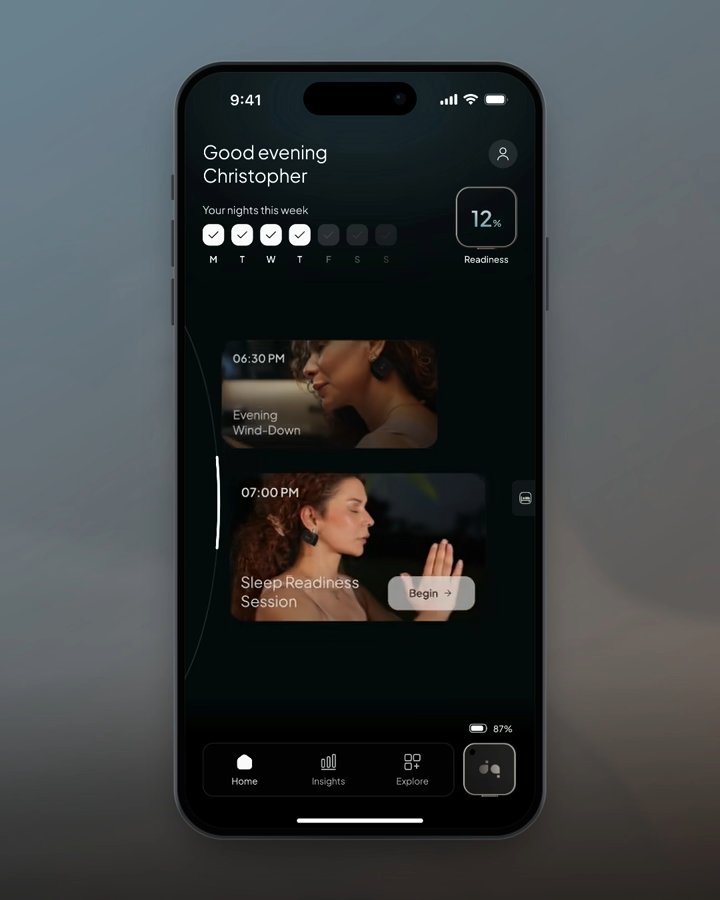 9:41
Good evening
Christopher
Your nights this week
M T W T F S S
12%
Readiness
06:30 PM
Evening
Wind-Down
07:00 PM
Sleep Readiness
Session
Begin →
87%
Home
Insights
Explore